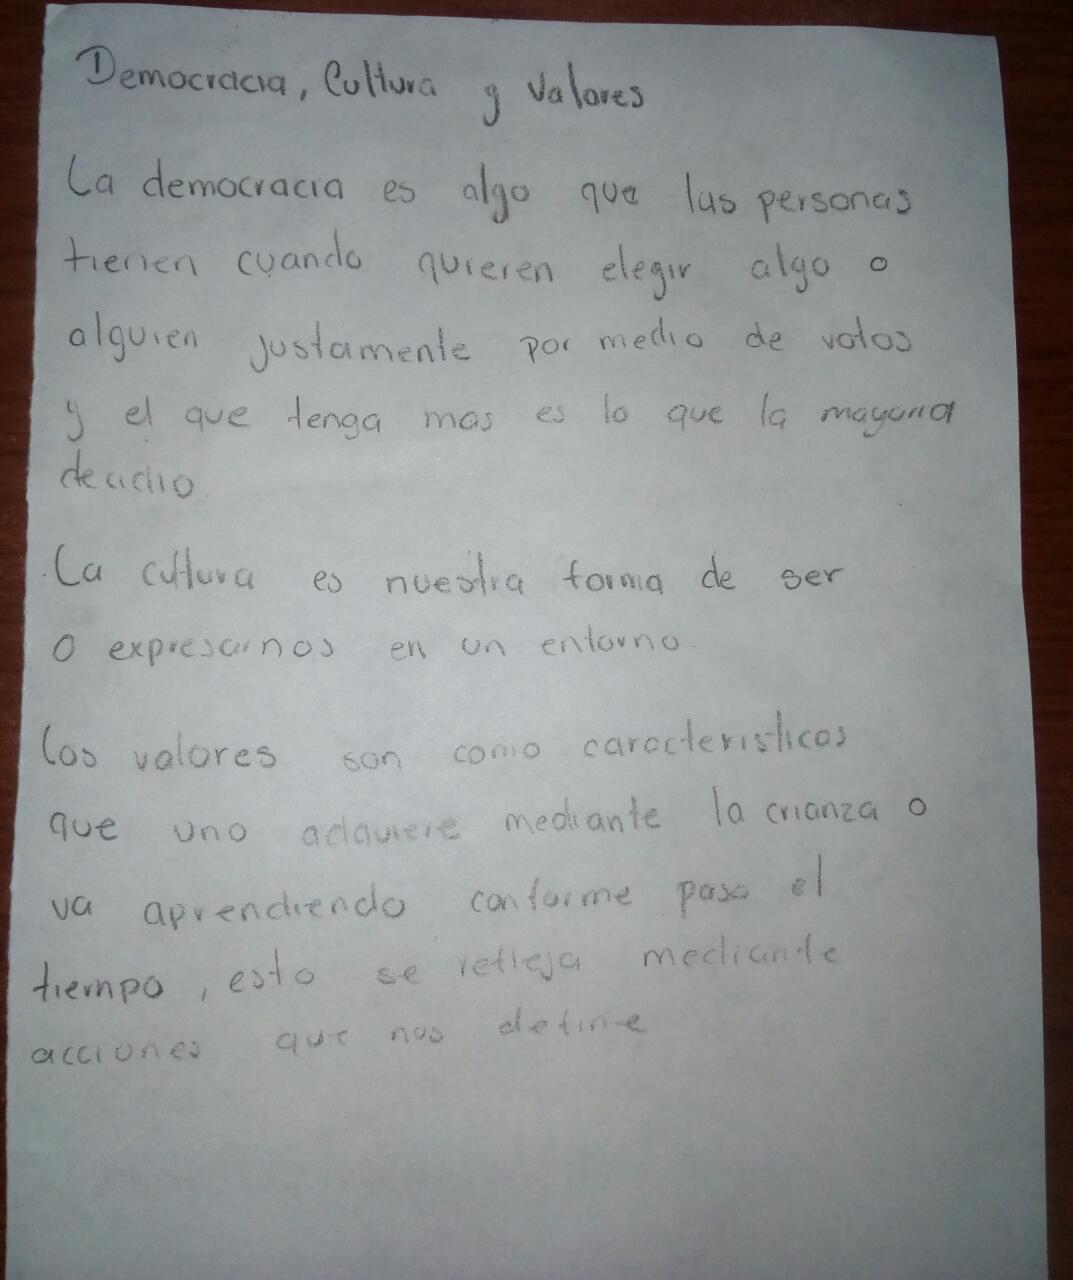 Democracia, Cultura y Valores
La democracia es algo que las personas
tienen cuando quieren elegir algo o
alguien justamente por medio de votos
y el que tenga mas es lo que la mayoria
decidio.
La cultura es nuestra forma de ser
o expresarnos en un entorno.
Los valores son como caracteristicas
que uno adquiere mediante la crianza o
va aprendiendo conforme pasa el
tiempo, esto se refleja mediante
acciones que nos define